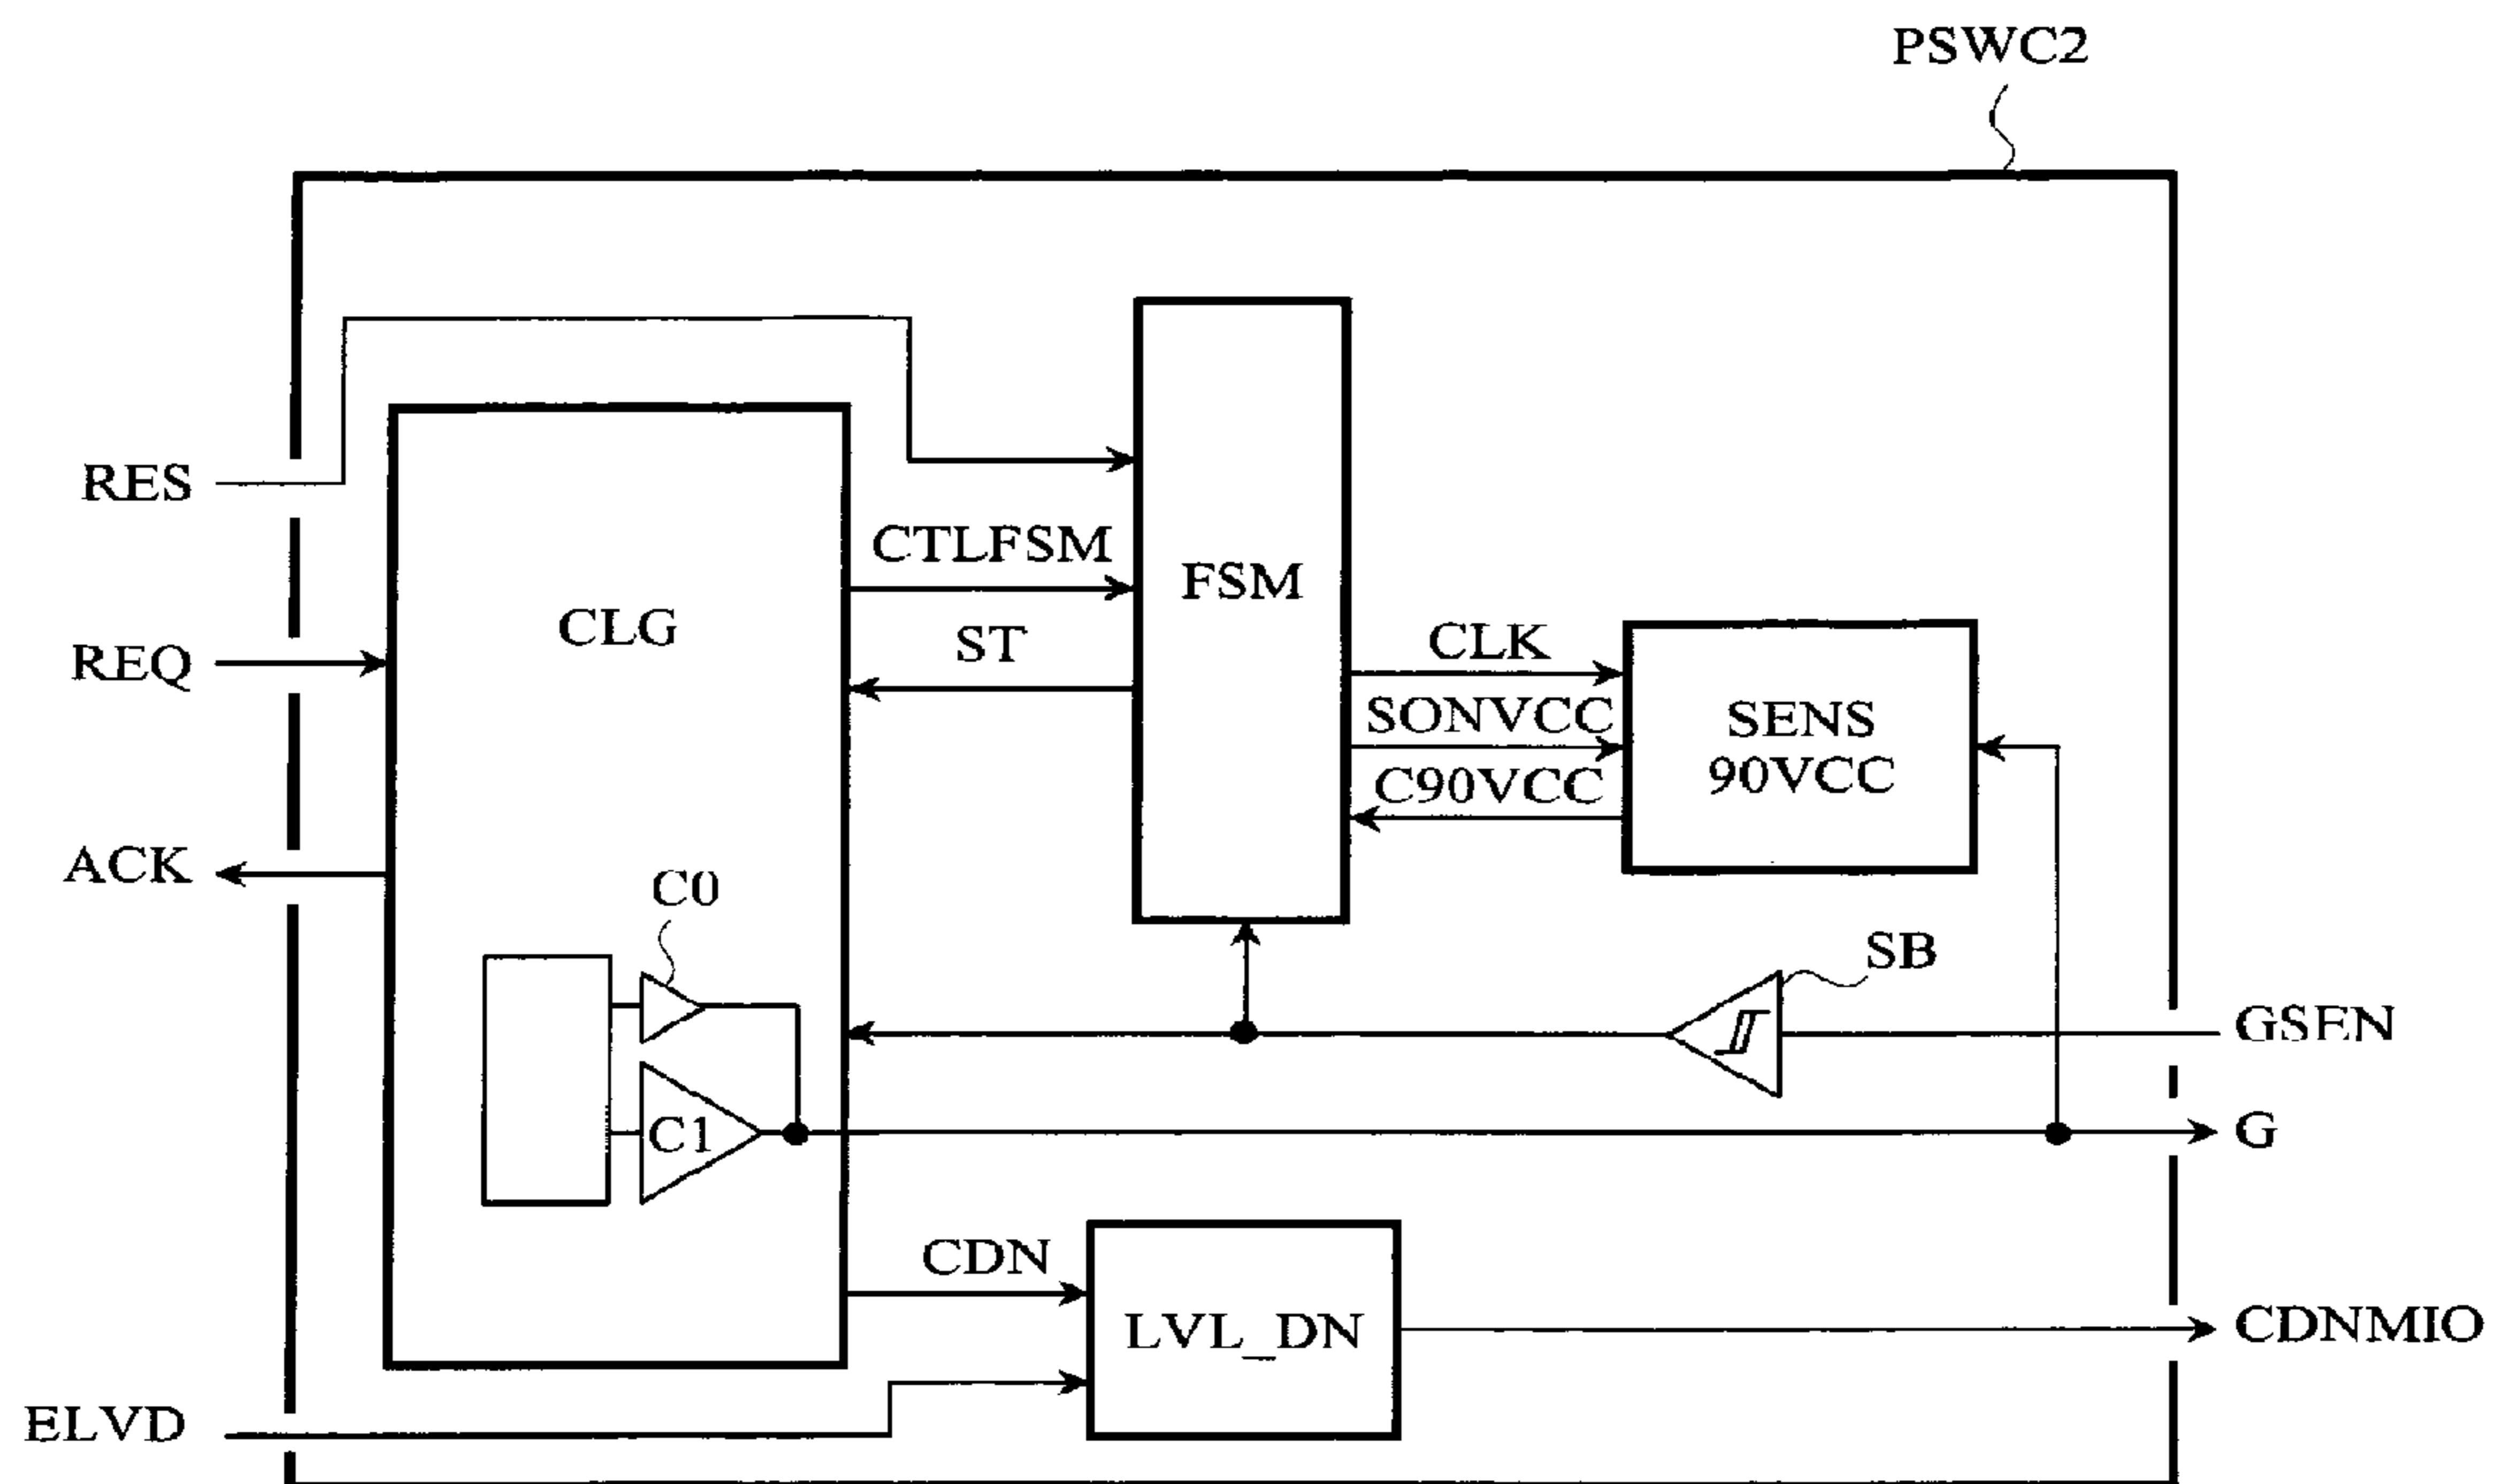 PSWC2
RES
CTLFSM
FSM
CLG
ST
REQ
CLK
SONVCC
SENS
90VCC
C90VCC
ACK
C0
SB
GSEN
C1
G
CDN
LVL_DN
CDNMIO
ELVD